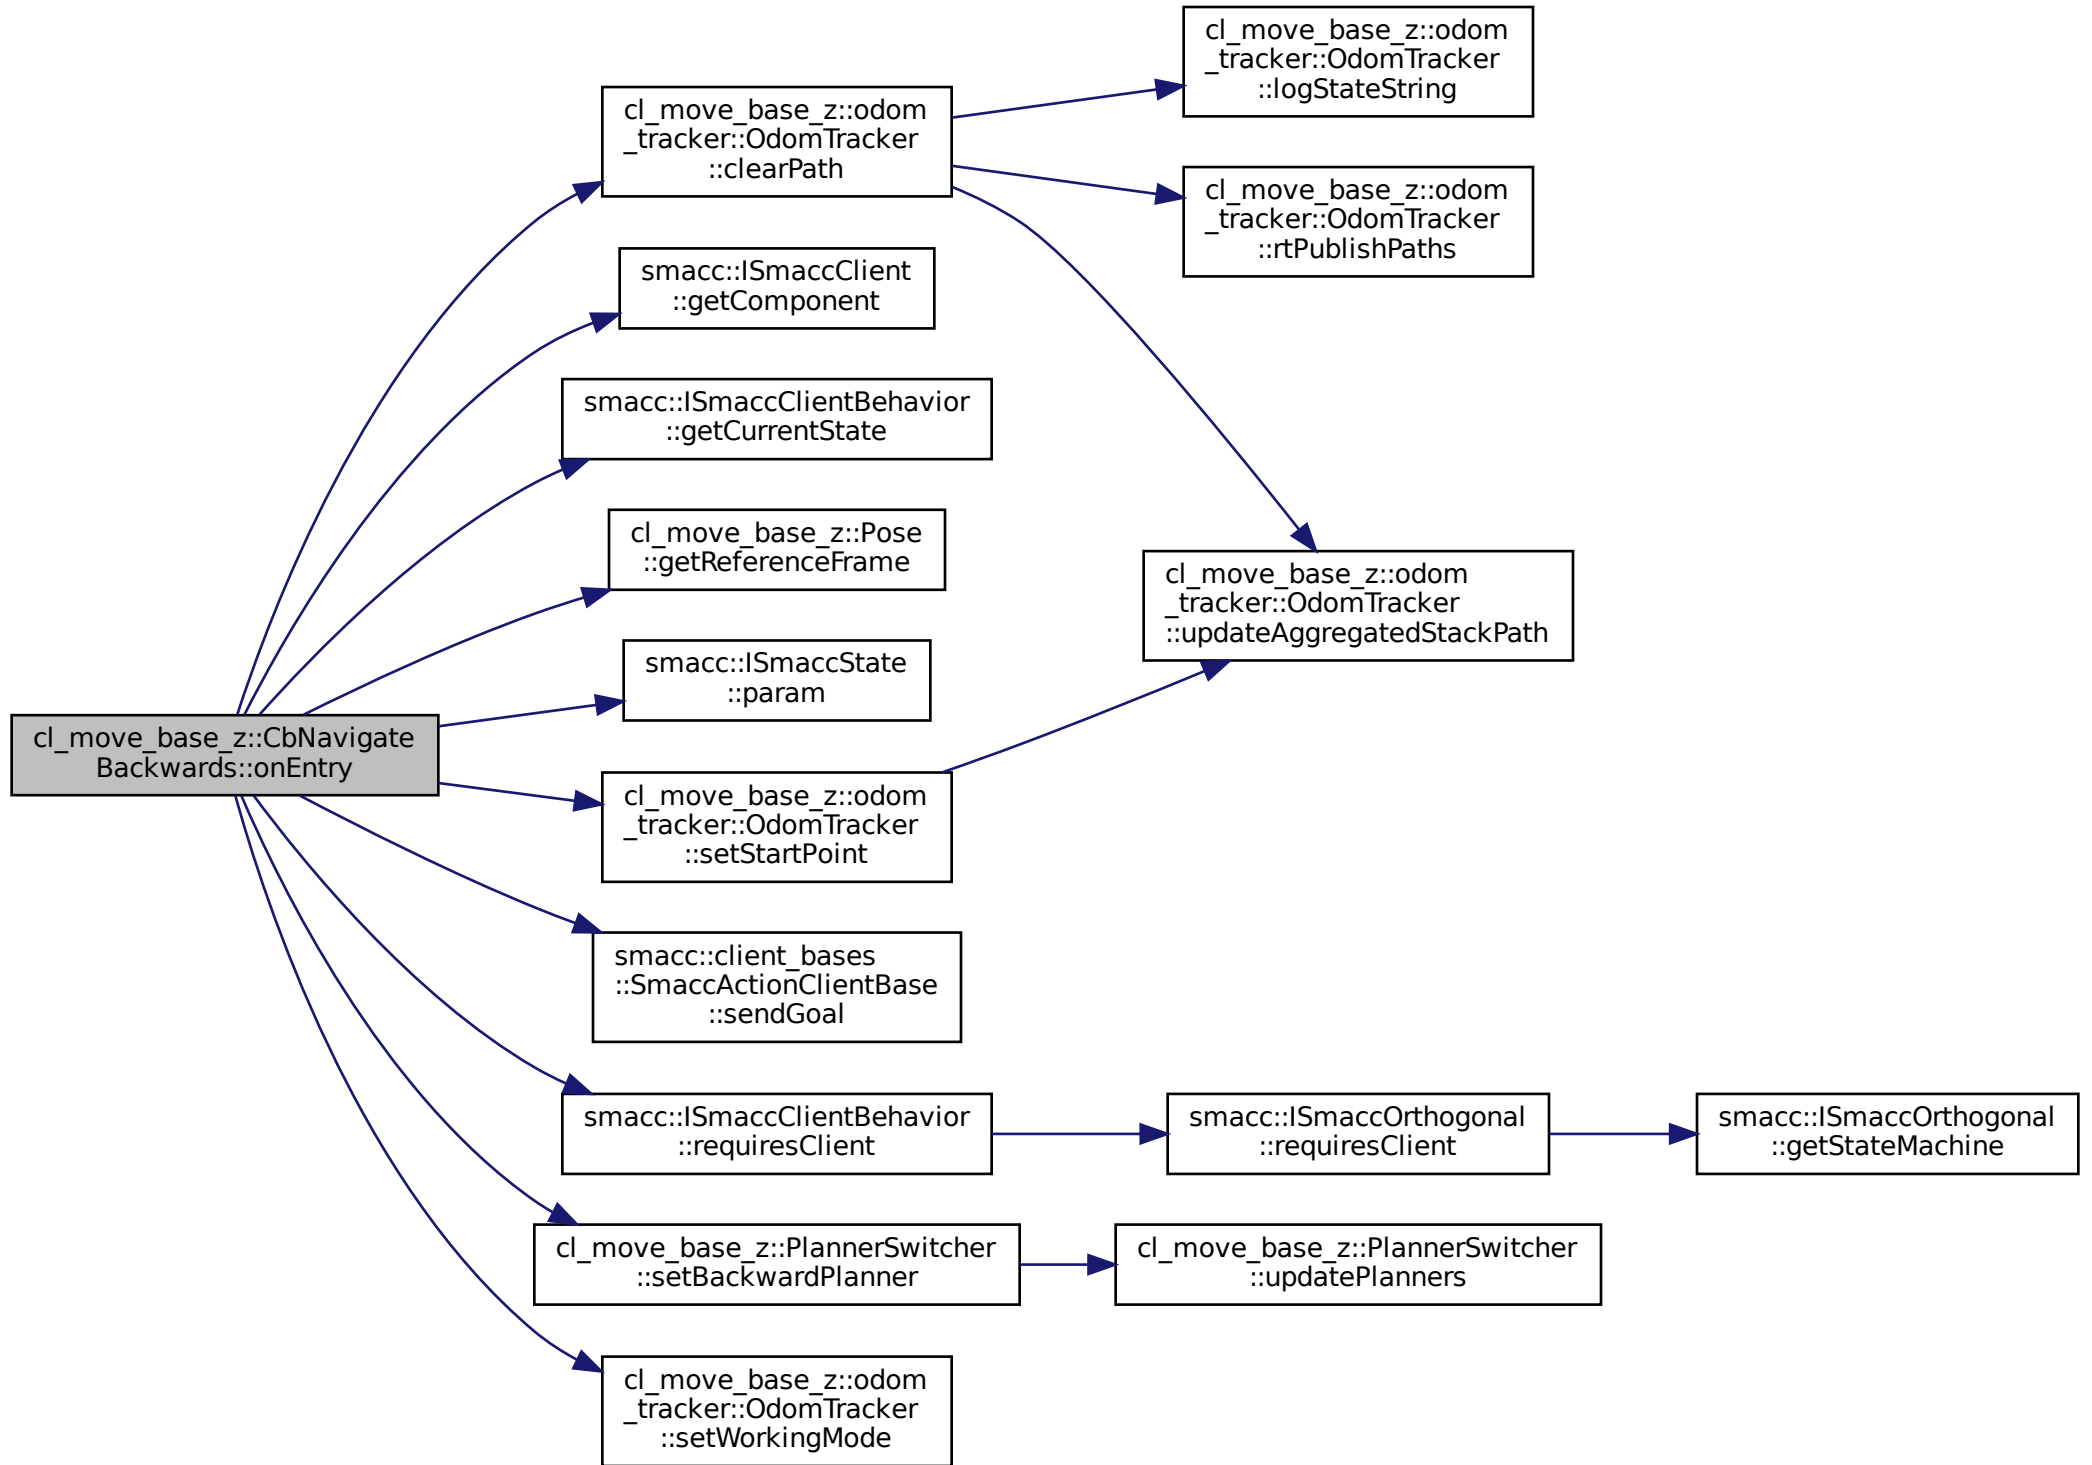 cl_move_base_z::CbNavigate
Backwards::onEntry
cl_move_base_z::odom
_tracker::OdomTracker
::clearPath
smacc::ISmaccClient
::getComponent
smacc::ISmaccClientBehavior
::getCurrentState
cl_move_base_z::Pose
::getReferenceFrame
smacc::ISmaccState
::param
cl_move_base_z::odom
_tracker::OdomTracker
::setStartPoint
smacc::client_bases
::SmaccActionClientBase
::sendGoal
smacc::ISmaccClientBehavior
::requiresClient
cl_move_base_z::PlannerSwitcher
::setBackwardPlanner
cl_move_base_z::odom
_tracker::OdomTracker
::setWorkingMode
cl_move_base_z::odom
_tracker::OdomTracker
::logStateString
cl_move_base_z::odom
_tracker::OdomTracker
::rtPublishPaths
cl_move_base_z::odom
_tracker::OdomTracker
::updateAggregatedStackPath
smacc::ISmaccOrthogonal
::requiresClient
cl_move_base_z::PlannerSwitcher
::updatePlanners
smacc::ISmaccOrthogonal
::getStateMachine